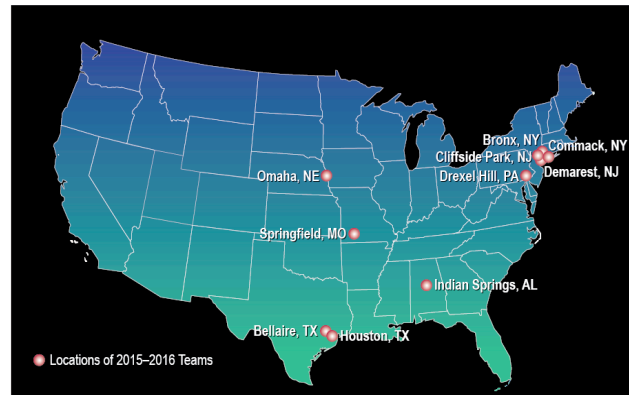 Bronx, NY
Commack, NY
Cliffside Park, NJ
Drexel Hill, PA
Demarest, NJ
Omaha, NE
Springfield, MO
Indian Springs, AL
Bellaire, TX
Houston, TX
Locations of 2015–2016 Teams